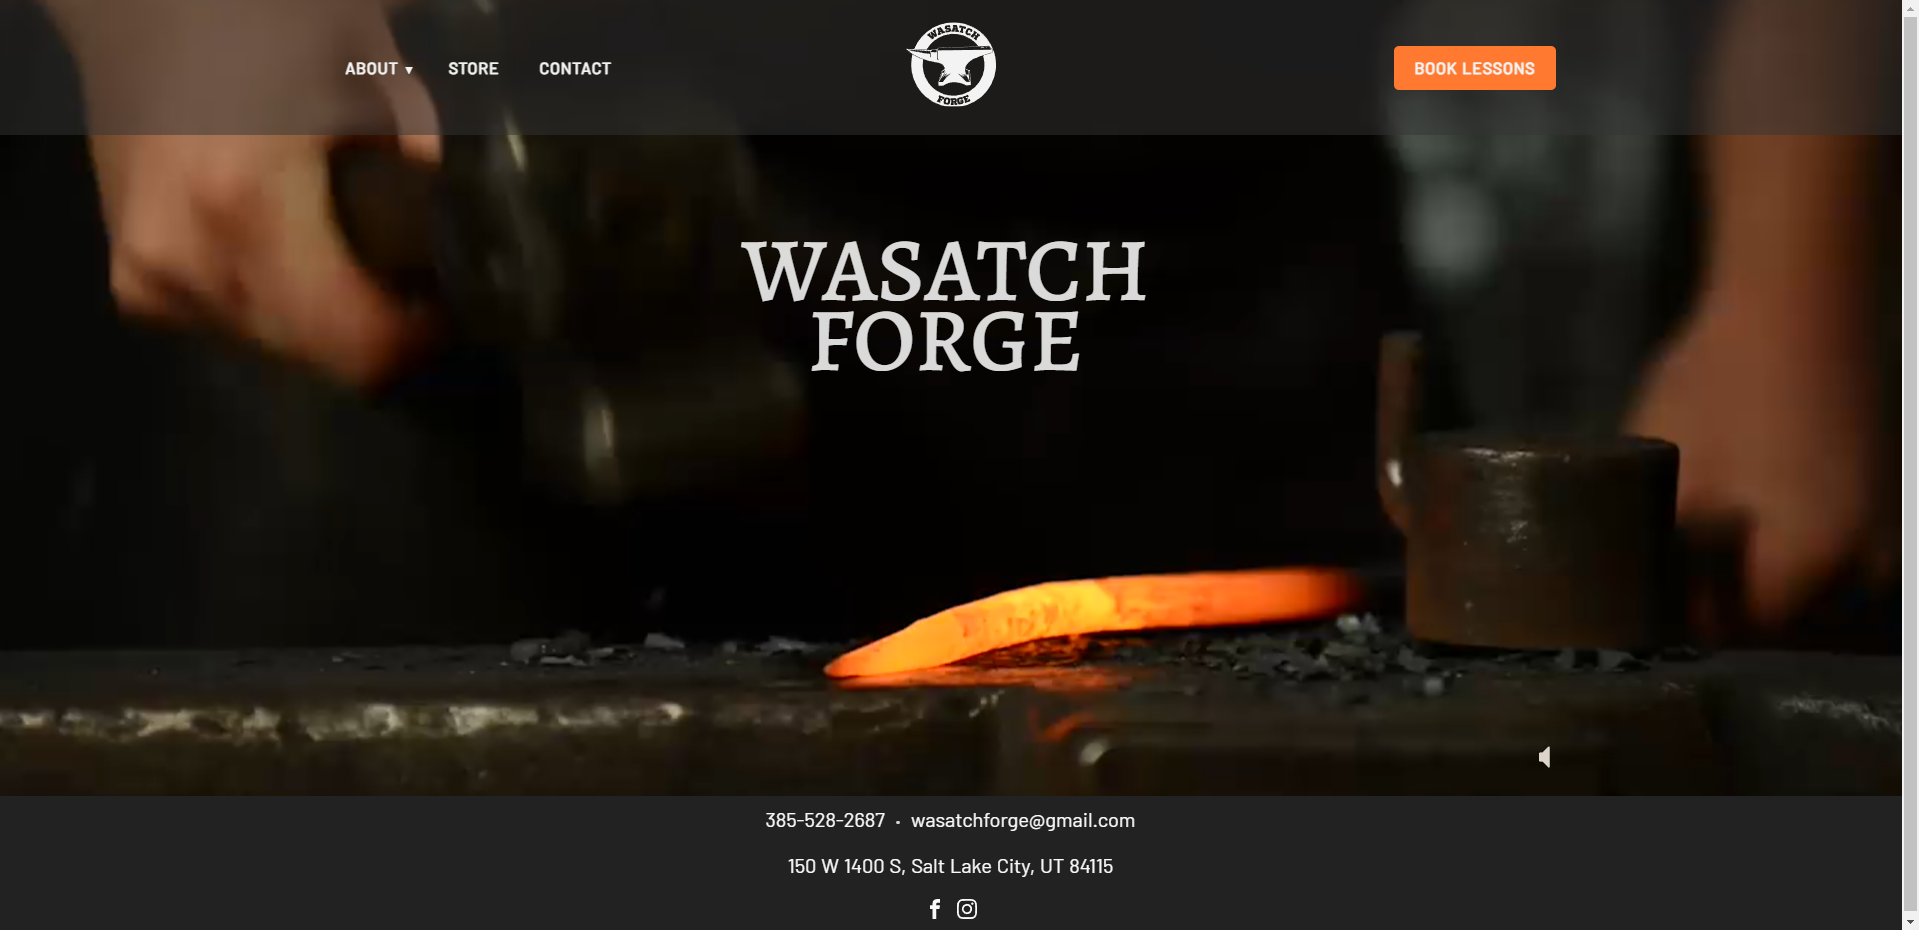 ABOUT ▾ STORE CONTACT
WASATCH
FORGE
BOOK LESSONS
WASATCH
FORGE
385-528-2687 · wasatchforge@gmail.com
150 W 1400 S, Salt Lake City, UT 84115